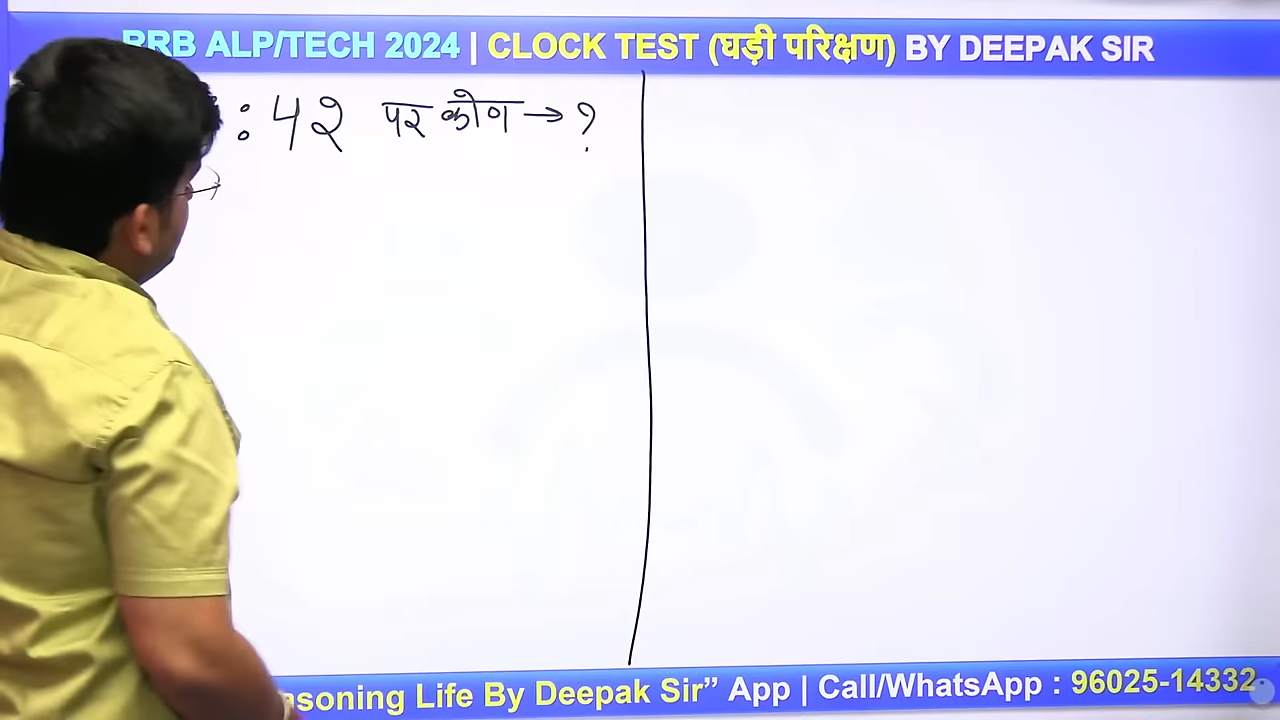 RRB ALP/TECH 2024 | CLOCK TEST (घड़ी परिक्षण) BY DEEPAK SIR
: 42 पर कोण → ?
Life By Deepak Sir” App | Call/WhatsApp : 96025-14332